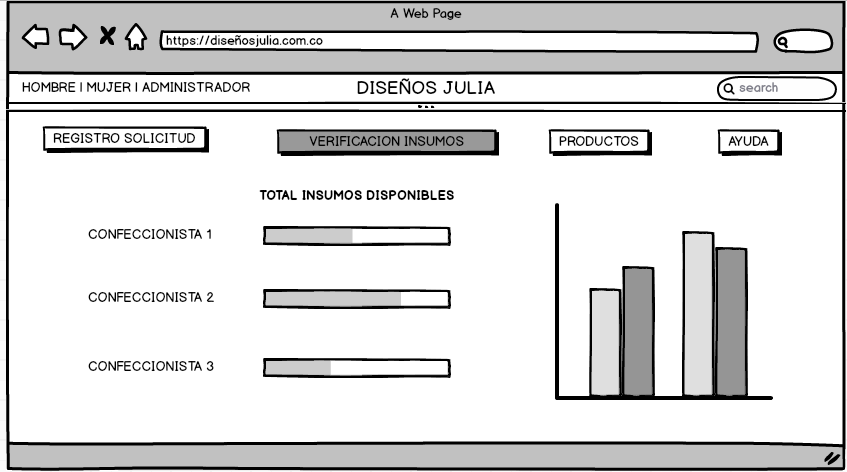 A Web Page
https://diseñosjulia.com.co
HOMBRE | MUJER | ADMINISTRADOR
DISEÑOS JULIA
search
REGISTRO SOLICITUD
VERIFICACION INSUMOS
PRODUCTOS
AYUDA
TOTAL INSUMOS DISPONIBLES
CONFECCIONISTA 1
CONFECCIONISTA 2
CONFECCIONISTA 3